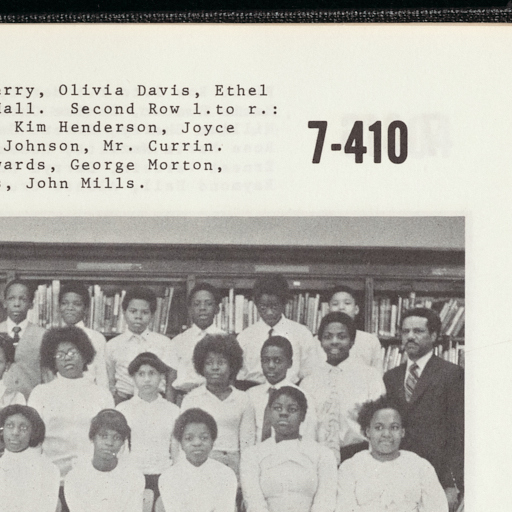 rry, Olivia Davis, Ethel
Hall. Second Row l.to r.:
Kim Henderson, Joyce
Johnson, Mr. Currin.
wards, George Morton,
s, John Mills.
7-410